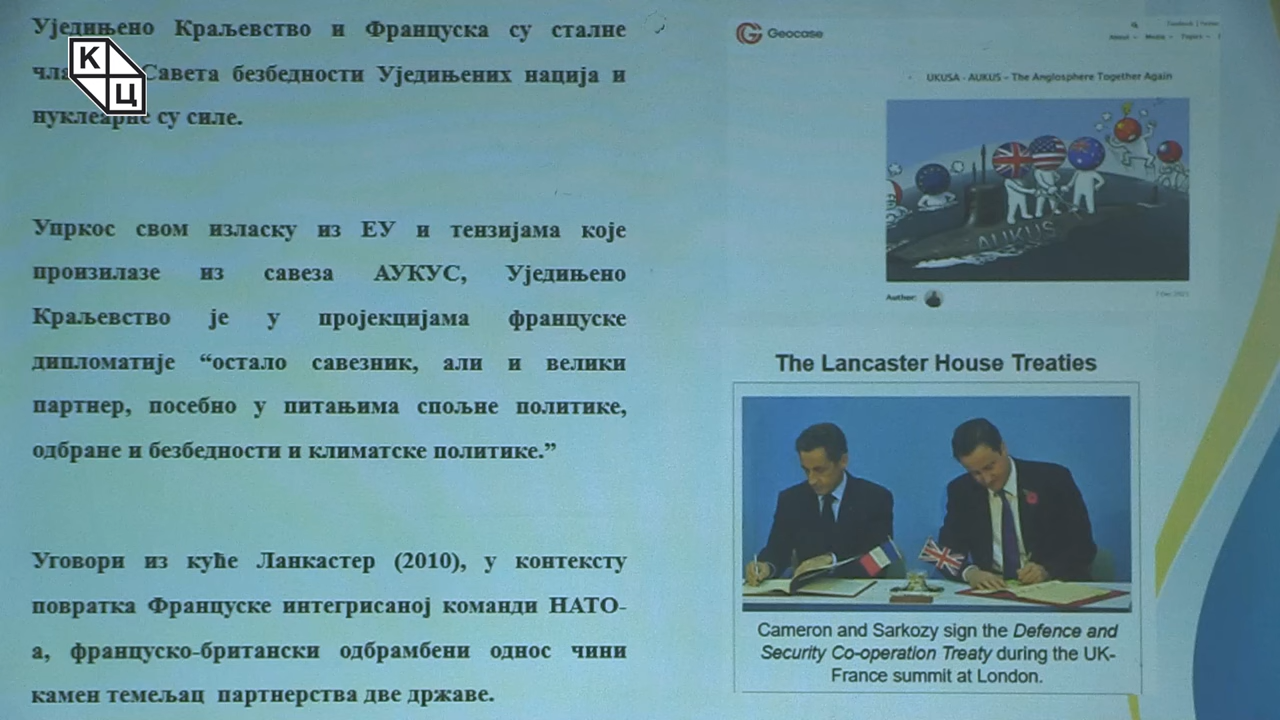 Уједињено Краљевство и Француска су сталне
Савета безбедности Уједињених нација и
нуклеарне су силе.
К
Ц
Упркос свом изласку из ЕУ и тензијама које
произилазе из савеза АУКУС, Уједињено
Краљевство је у пројекцијама француске
дипломатије “остало савезник, али и велики
партнер, посебно у питањима спољне политике,
одбране и безбедности и климатске политике.”
Уговори из куће Ланкастер (2010), у контексту
повратка Француске интегрисаној команди НАТО-
а, француско-британски одбрамбени однос чини
камен темељац партнерства две државе.
Geocase
About Media Topics
UKUSA - AUKUS – The Anglosphere Together Again
AUKUS
Author:
The Lancaster House Treaties
Cameron and Sarkozy sign the Defence and
Security Co-operation Treaty during the UK-
France summit at London.